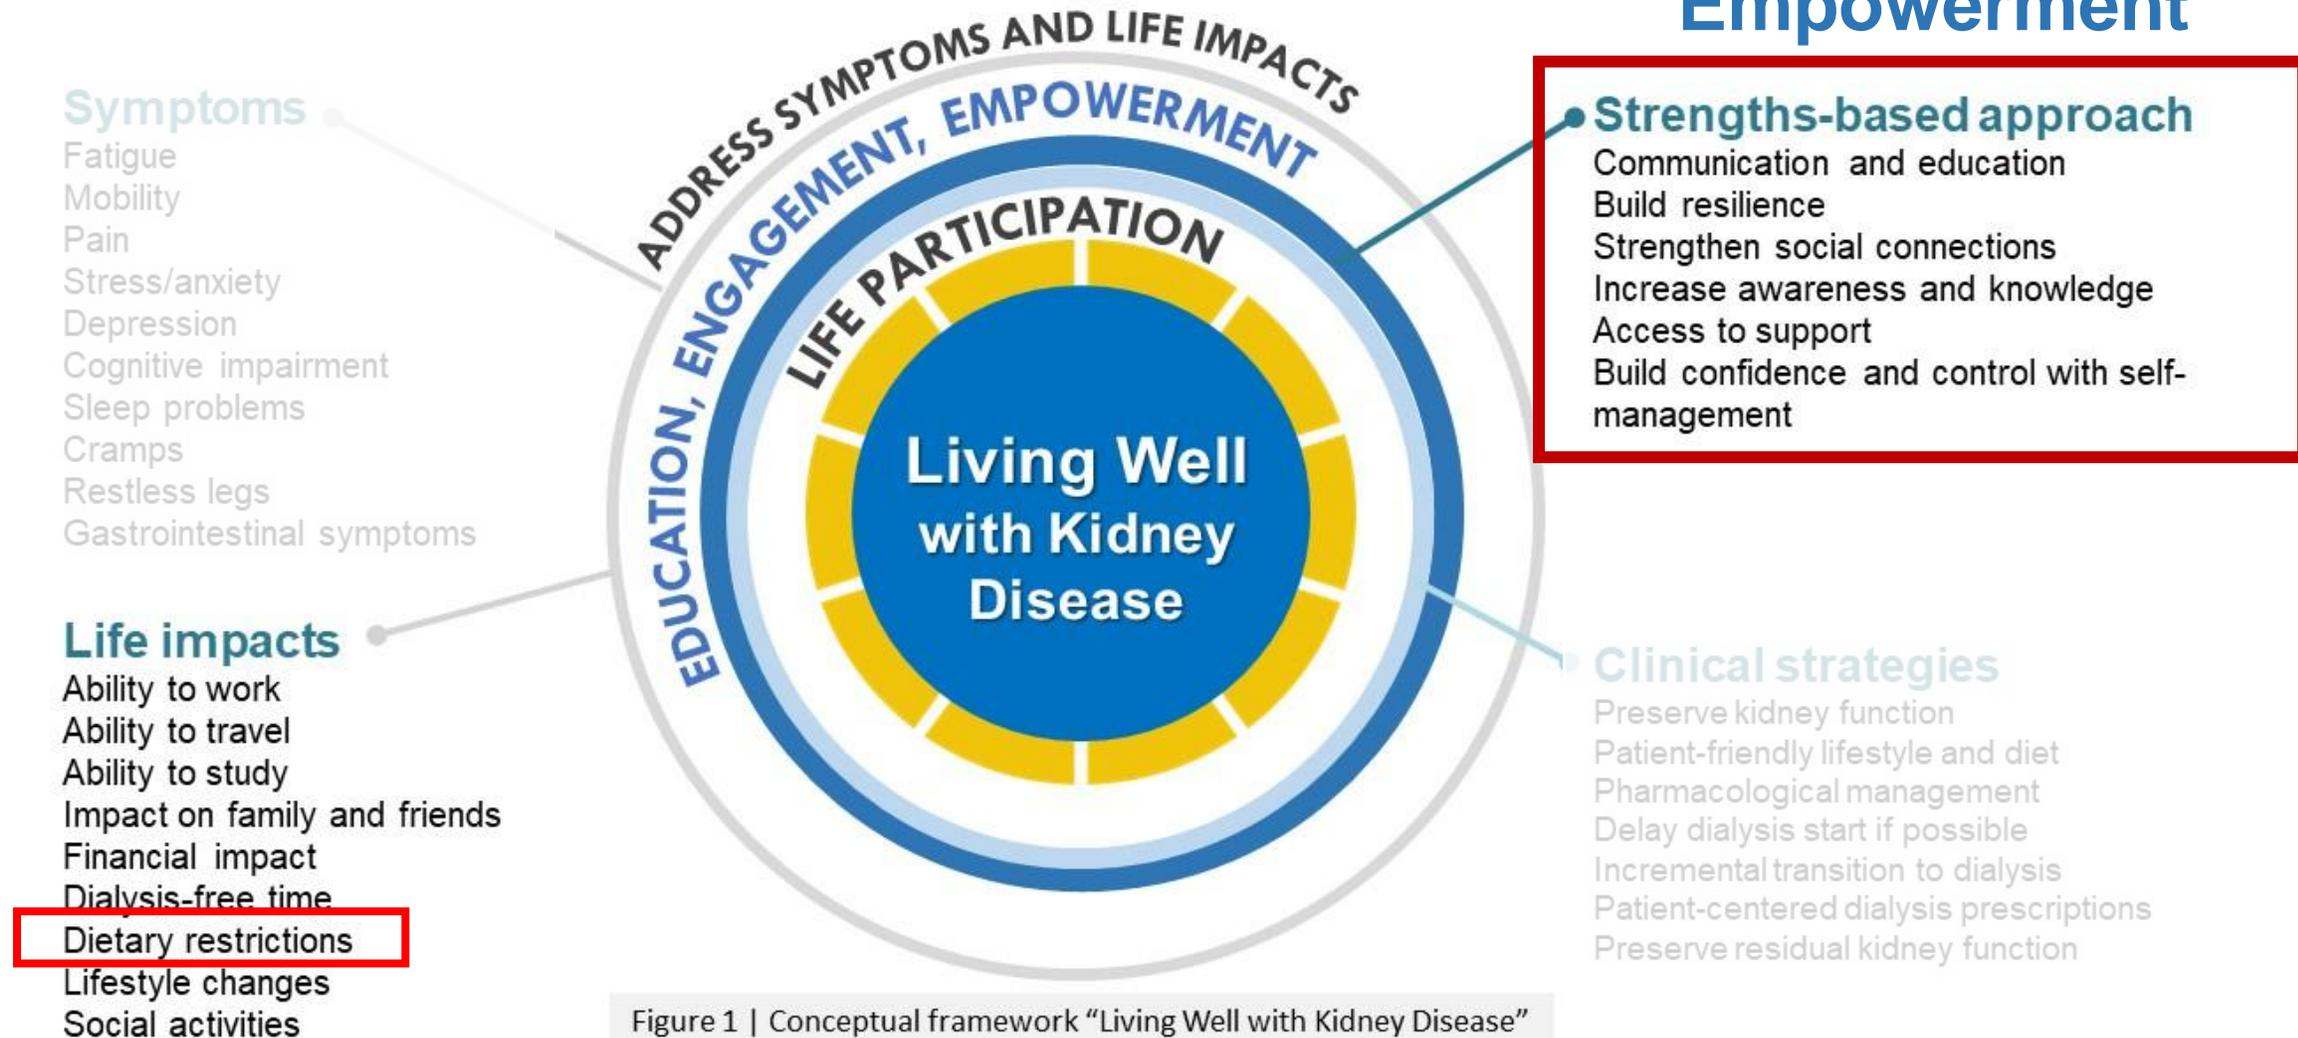 Empowerment
ADDRESS SYMPTOMS AND LIFE IMPACTS
EDUCATION, ENGAGEMENT, EMPOWERMENT
LIFE PARTICIPATION
Living Well
with Kidney
Disease
Symptoms
Fatigue
Mobility
Pain
Stress/anxiety
Depression
Cognitive impairment
Sleep problems
Cramps
Restless legs
Gastrointestinal symptoms
Life impacts
Ability to work
Ability to travel
Ability to study
Impact on family and friends
Financial impact
Dialysis-free time
Dietary restrictions
Lifestyle changes
Social activities
Strengths-based approach
Communication and education
Build resilience
Strengthen social connections
Increase awareness and knowledge
Access to support
Build confidence and control with self-
management
Clinical strategies
Preserve kidney function
Patient-friendly lifestyle and diet
Pharmacological management
Delay dialysis start if possible
Incremental transition to dialysis
Patient-centered dialysis prescriptions
Preserve residual kidney function
Figure 1 | Conceptual framework “Living Well with Kidney Disease”